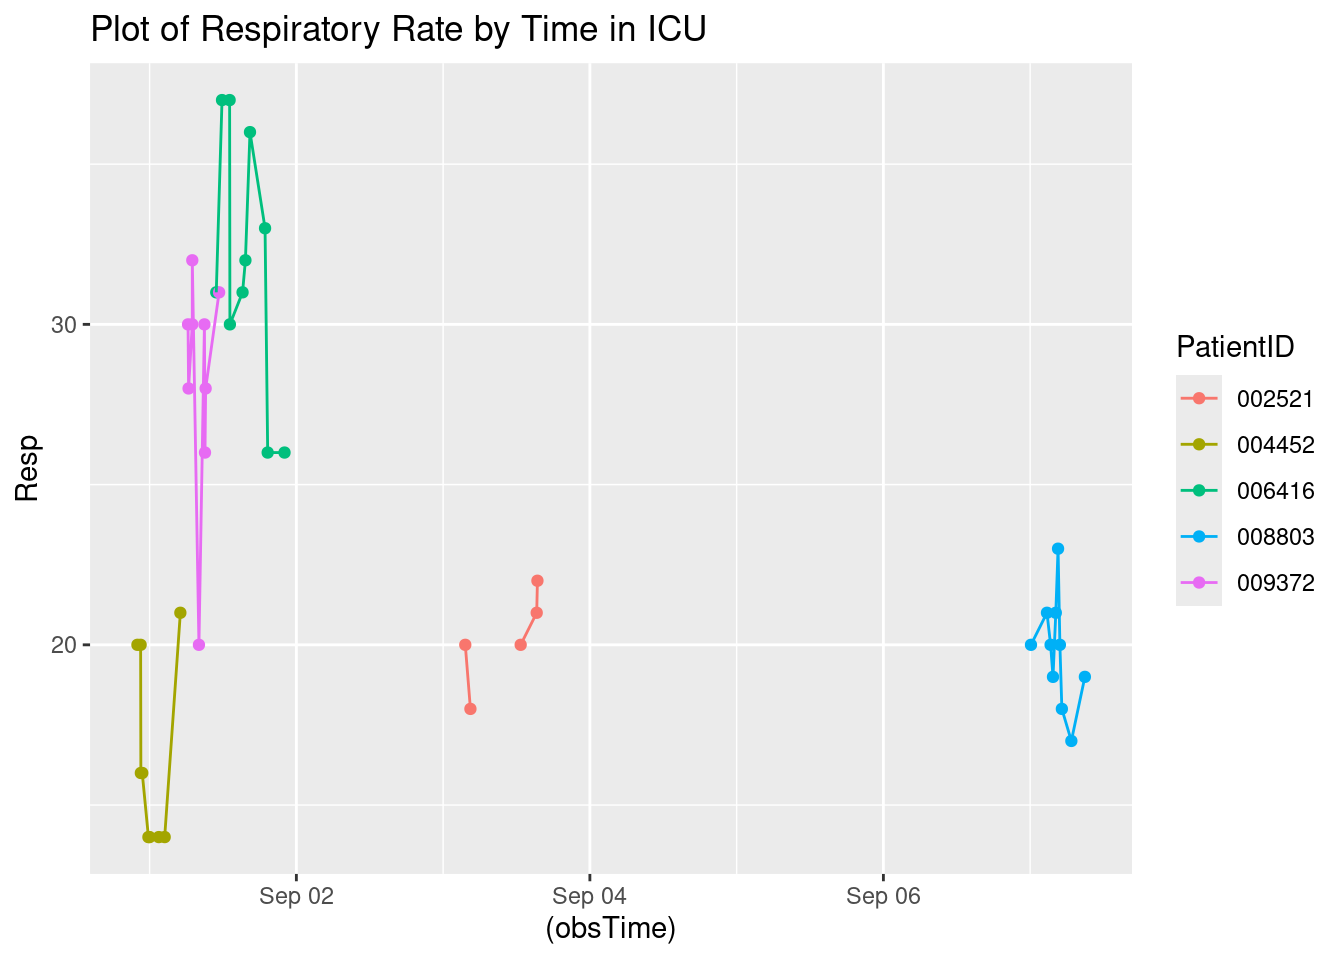 Plot of Respiratory Rate by Time in ICU
Resp
30
20
Sep 02
Sep 04
Sep 06
(obsTime)
PatientID
002521
004452
006416
008803
009372